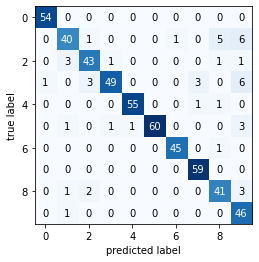 0 54 0 0 0 0 0 0 0 0 0
0 40 1 0 0 0 1 0 5 6
2 0 3 43 1 0 0 0 0 1 1
1 0 3 49 0 0 0 3 0 6
4 0 0 0 0 55 0 0 1 1 0
0 1 0 1 1 60 0 0 0 3
6 0 0 0 0 0 0 45 0 1 0
0 0 0 0 0 0 0 59 0 0
8 0 1 2 0 0 0 0 0 41 3
0 1 0 0 0 0 0 0 0 46
0 2 4 6 8
predicted label
true label